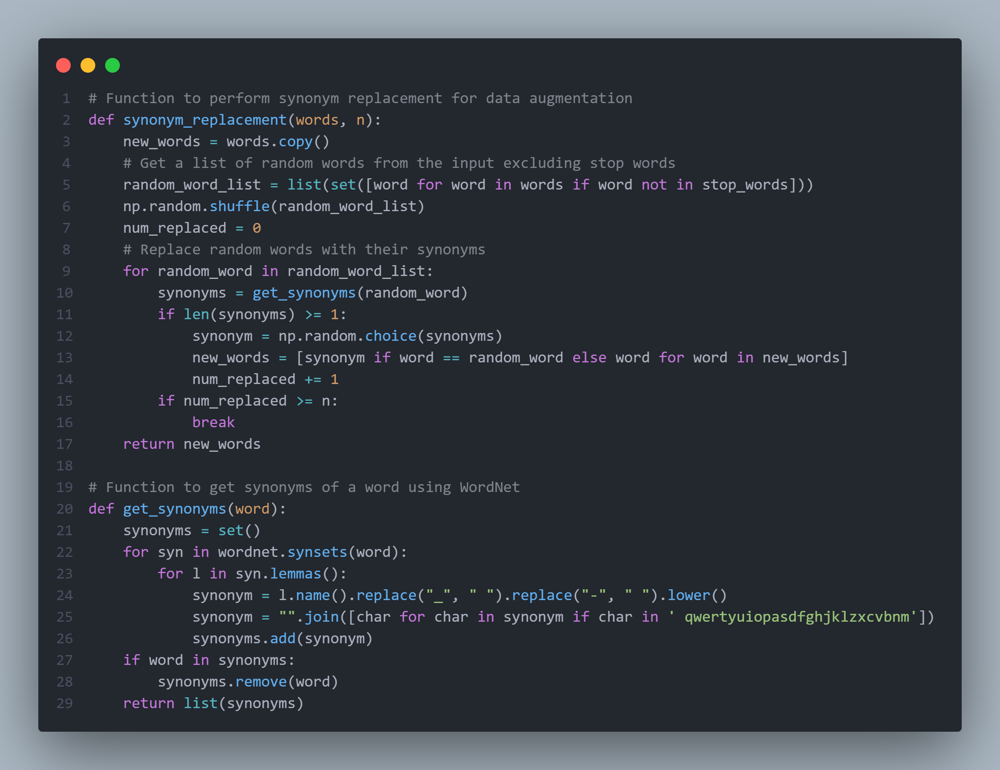 1 # Function to perform synonym replacement for data augmentation
2 def synonym_replacement(words, n):
3     new_words = words.copy()
4     # Get a list of random words from the input excluding stop words
5     random_word_list = list(set([word for word in words if word not in stop_words]))
6     np.random.shuffle(random_word_list)
7     num_replaced = 0
8     # Replace random words with their synonyms
9     for random_word in random_word_list:
10         synonyms = get_synonyms(random_word)
11         if len(synonyms) >= 1:
12             synonym = np.random.choice(synonyms)
13             new_words = [synonym if word == random_word else word for word in new_words]
14             num_replaced += 1
15         if num_replaced >= n:
16             break
17     return new_words
18
19 # Function to get synonyms of a word using WordNet
20 def get_synonyms(word):
21     synonyms = set()
22     for syn in wordnet.synsets(word):
23         for l in syn.lemmas():
24             synonym = l.name().replace("_", " ").replace("-", " ").lower()
25             synonym = "".join([char for char in synonym if char in ' qwertyuiopasdfghjklzxcvbnm'])
26             synonyms.add(synonym)
27     if word in synonyms:
28         synonyms.remove(word)
29     return list(synonyms)